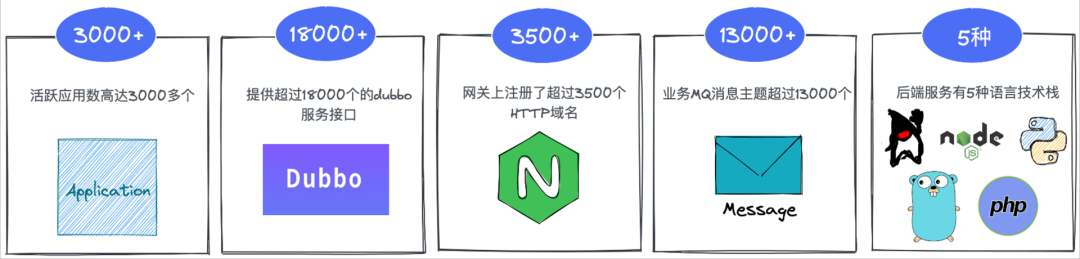 3000+
活跃应用数高达3000多个
Application
18000+
提供超过18000个的dubbo
服务接口
Dubbo
3500+
网关上注册了超过3500个
HTTP域名
N
13000+
业务MQ消息主题超过13000个
Message
5种
后端服务有5种语言技术栈
node
JS
php